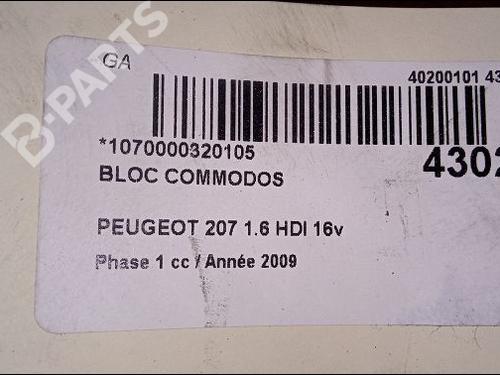 GA
B-PARTS
40200101 43
*1070000320105
4302
BLOC COMMODOS
PEUGEOT 207 1.6 HDI 16v
Phase 1 cc / Année 2009